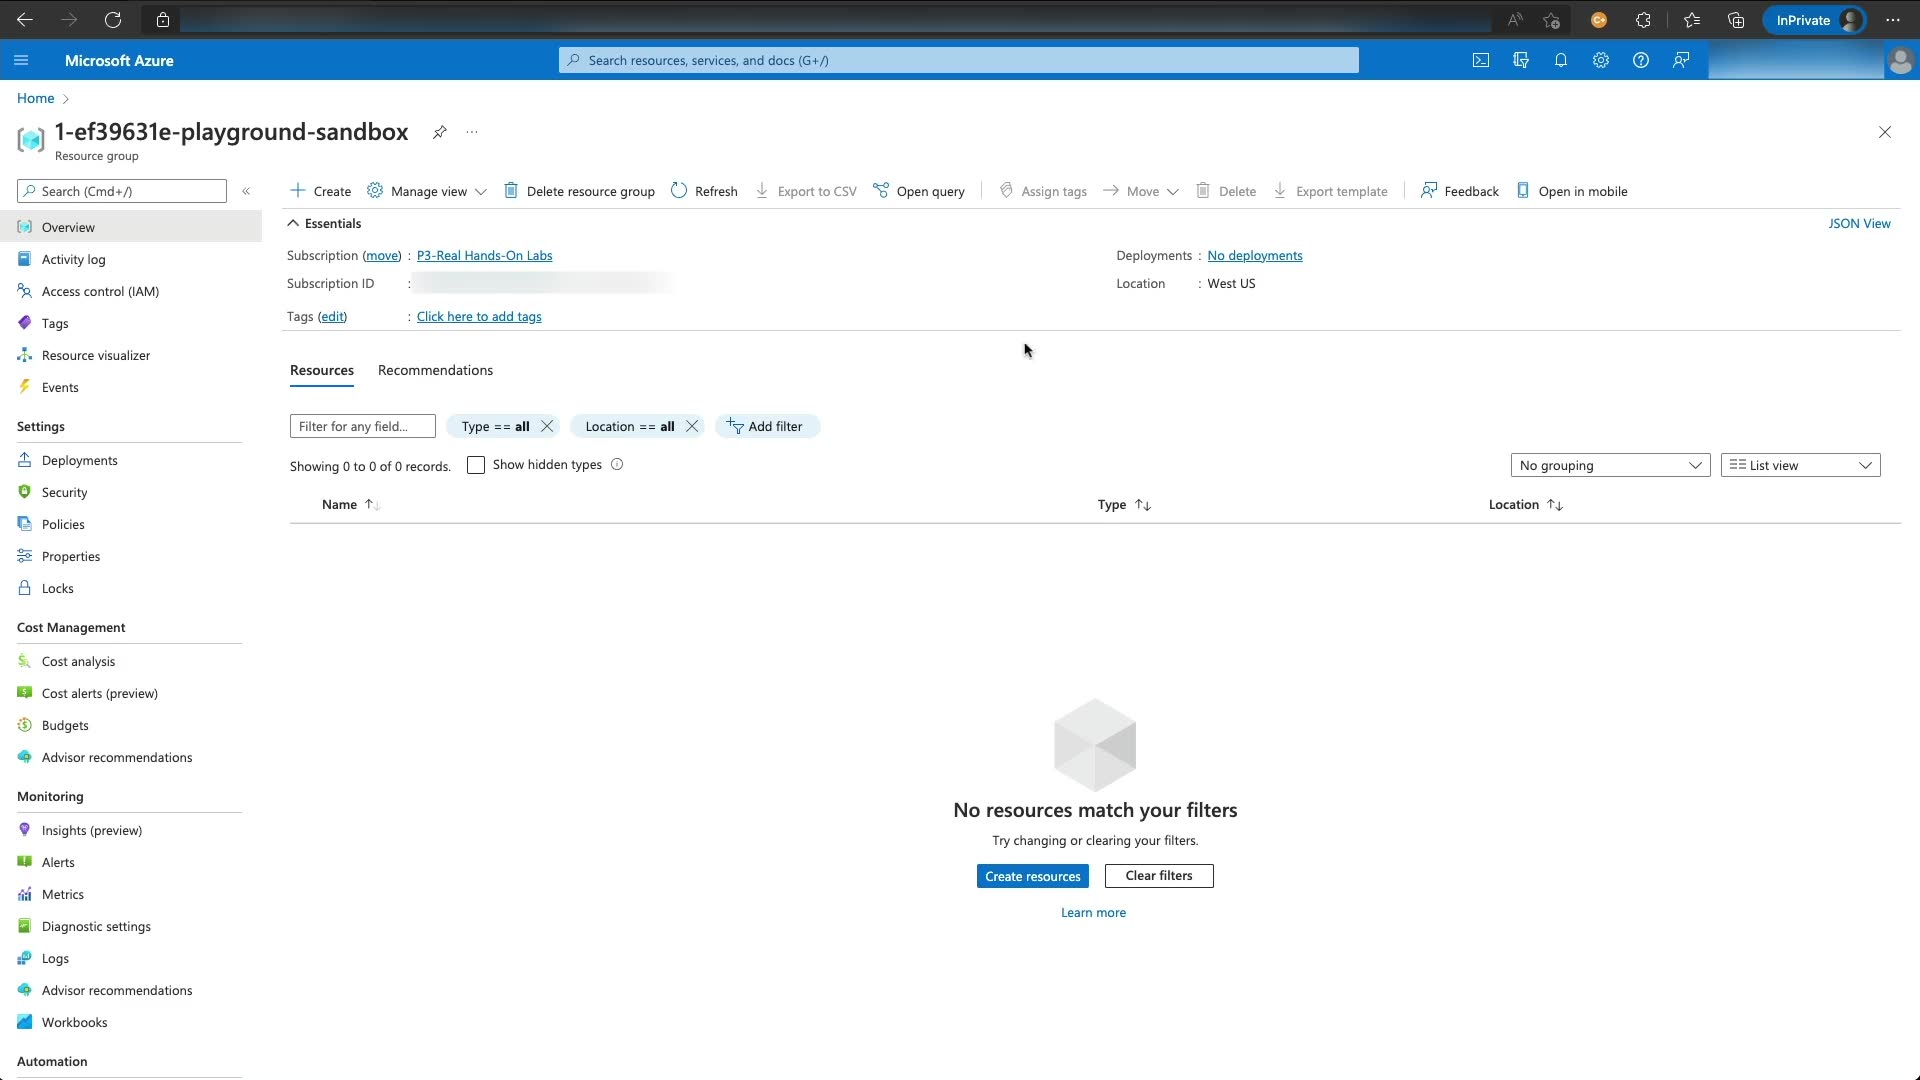 InPrivate
Microsoft Azure
Search resources, services, and docs (G+/)
Home
1-ef39631e-playground-sandbox
Resource group
Search (Cmd+/)
Create
Manage view
Delete resource group
Refresh
Export to CSV
Open query
Assign tags
Move
Delete
Export template
Feedback
Open in mobile
Overview
Activity log
Access control (IAM)
Tags
Resource visualizer
Events
Settings
Deployments
Security
Policies
Properties
Locks
Cost Management
Cost analysis
Cost alerts (preview)
Budgets
Advisor recommendations
Monitoring
Insights (preview)
Alerts
Metrics
Diagnostic settings
Logs
Advisor recommendations
Workbooks
Automation
Essentials
JSON View
Subscription (move) : P3-Real Hands-On Labs
Subscription ID :
Tags (edit) : Click here to add tags
Deployments : No deployments
Location : West US
Resources Recommendations
Filter for any field...
Type == all
Location == all
Add filter
Showing 0 to 0 of 0 records.
Show hidden types
No grouping
List view
Name
Type
Location
No resources match your filters
Try changing or clearing your filters.
Create resources
Clear filters
Learn more